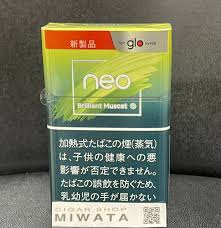 新製品
for glo HYPER
neo
Brilliant Muscat
加熱式たばこの煙(蒸気)
は、子供の健康への悪
影響が否定できません。
たばこの誤飲を防ぐため、
乳幼児の手が届かない
CIGAR SHOP
MIWATA